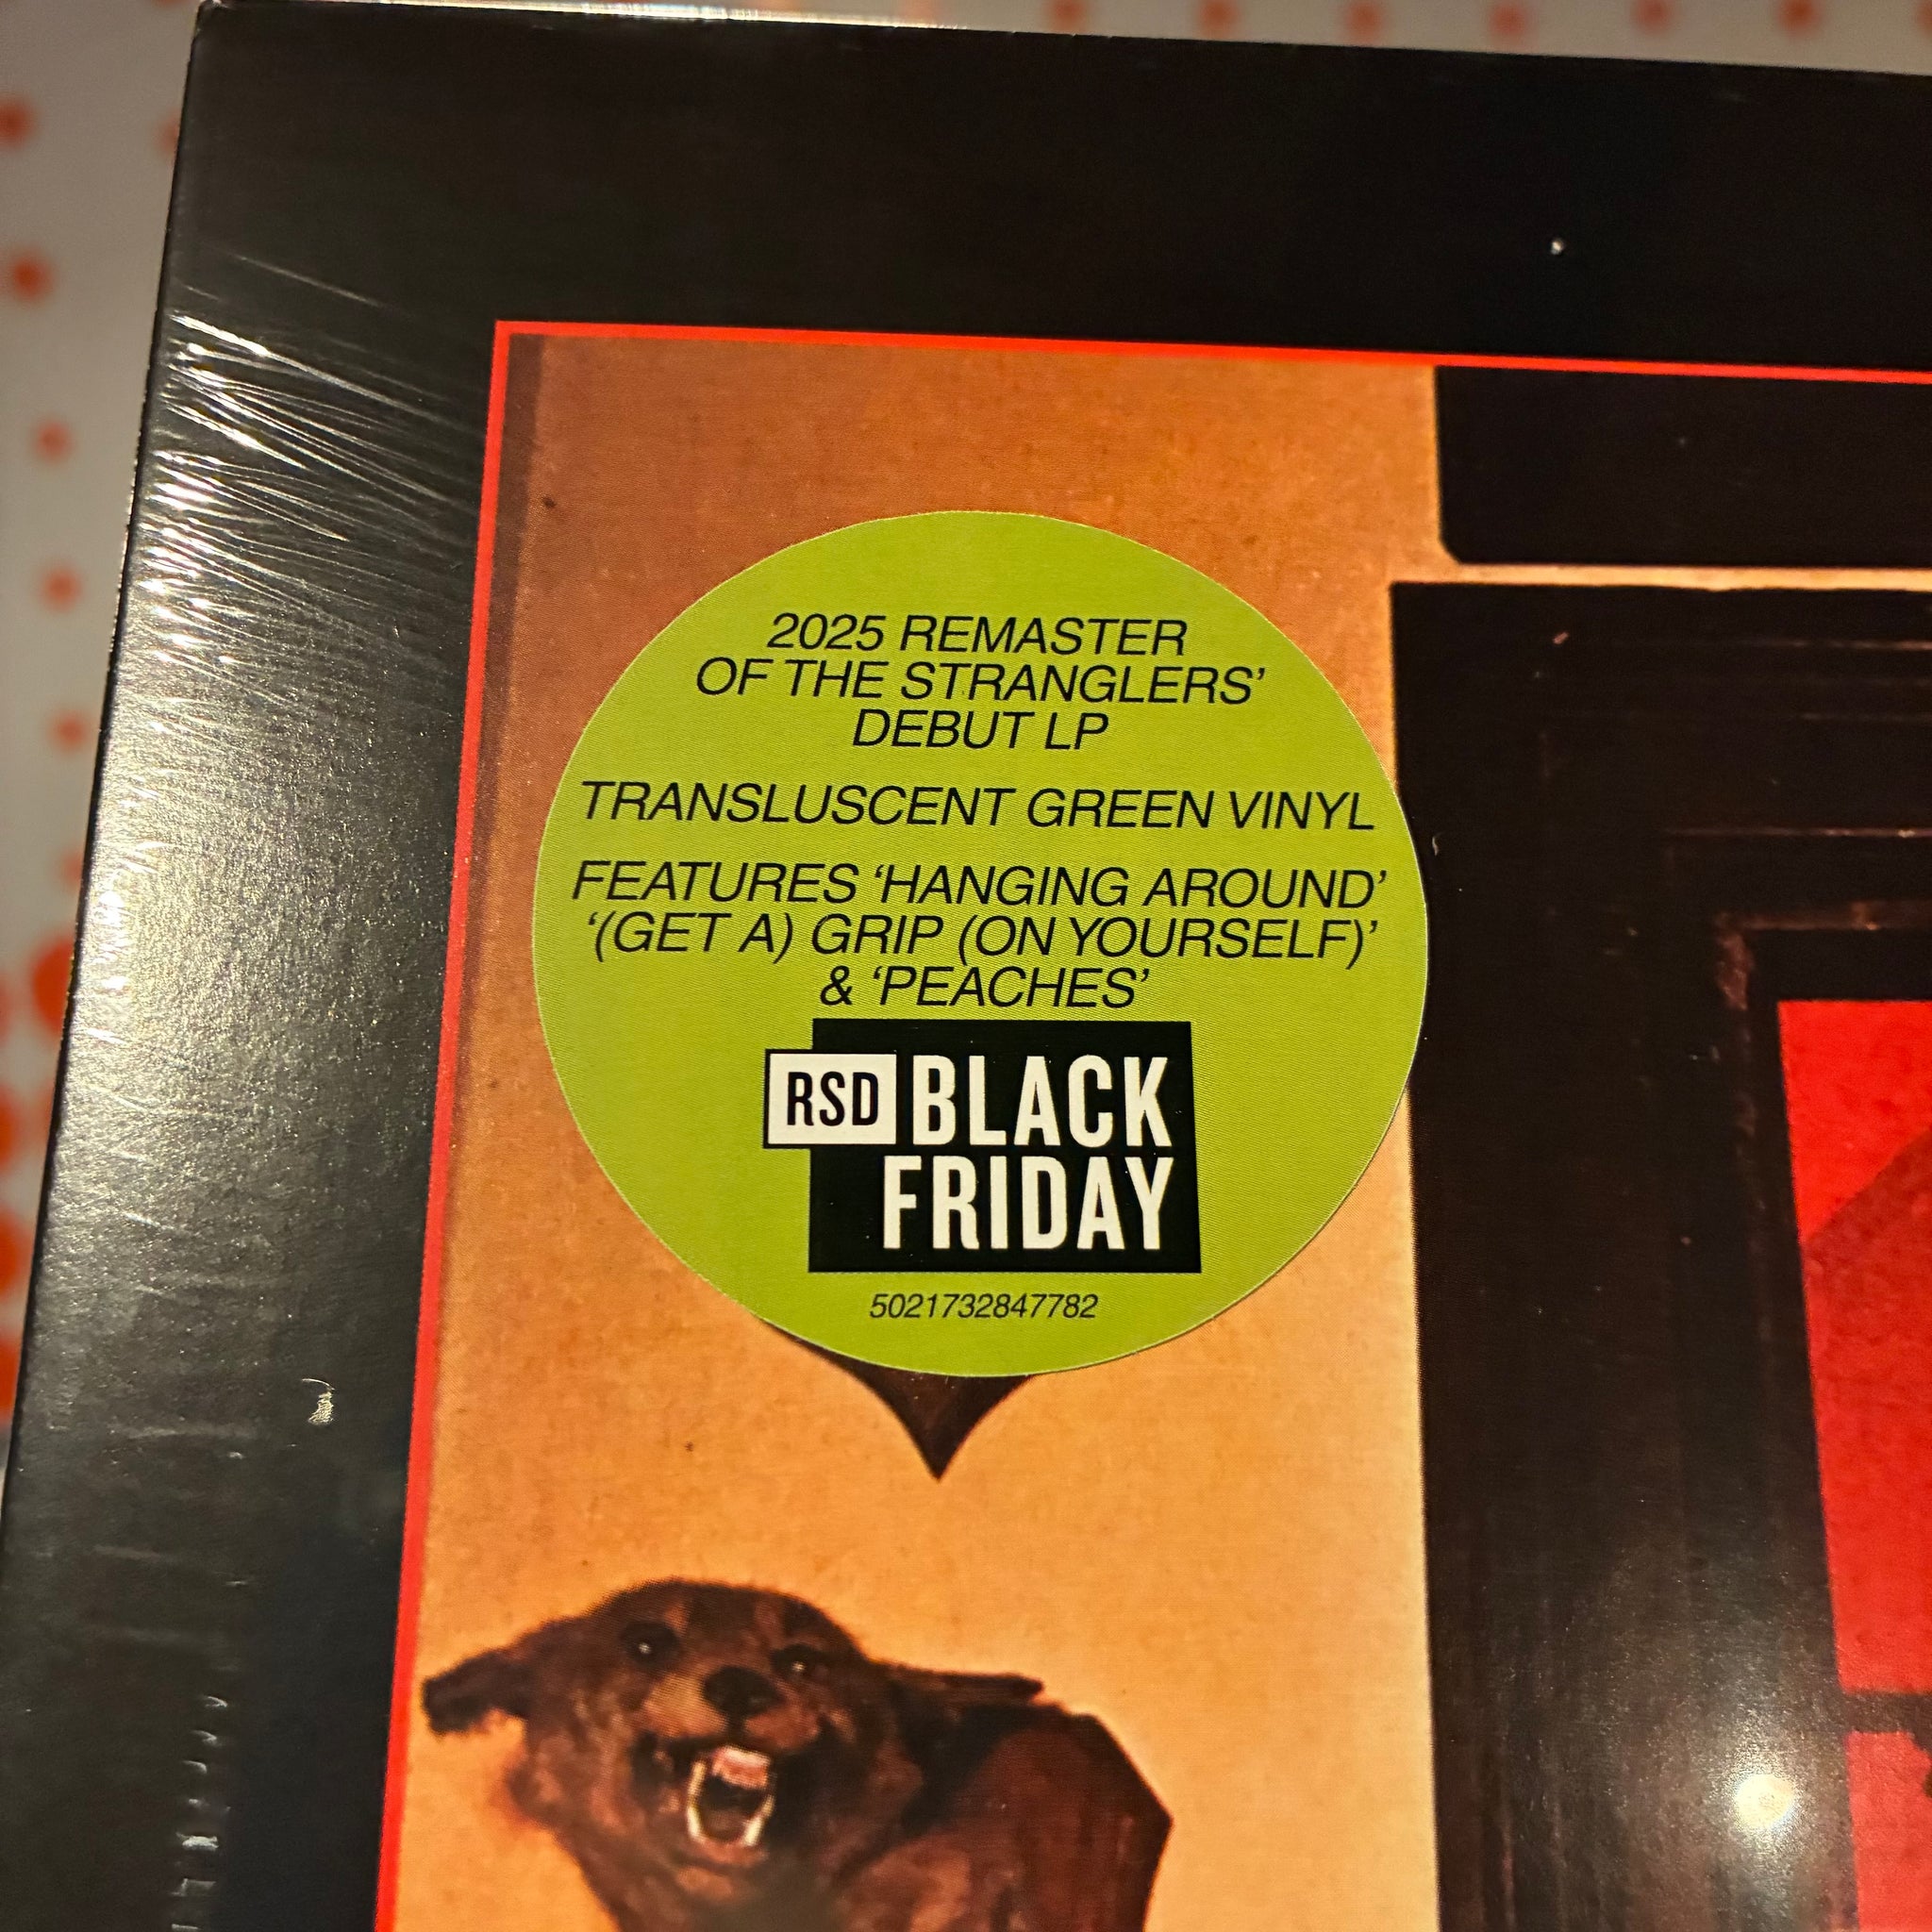 2025 REMASTER
OF THE STRANGLERS’
DEBUT LP
TRANSLUSCENT GREEN VINYL
FEATURES ‘HANGING AROUND’
‘(GET A) GRIP (ON YOURSELF)’
& ‘PEACHES’
RSD BLACK
FRIDAY
5021732847782